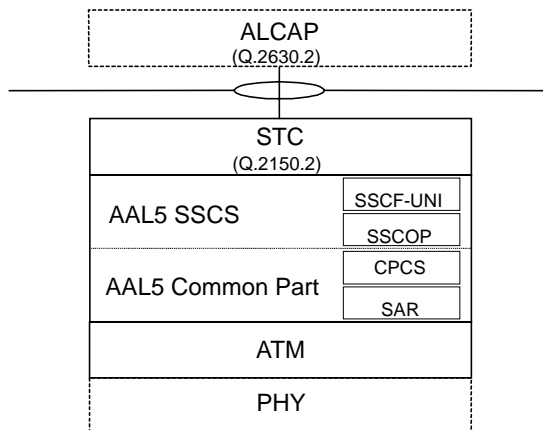 ALCAP
(Q.2630.2)
STC
(Q.2150.2)
AAL5 SSCS
SSCF-UNI
SSCOP
AAL5 Common Part
CPCS
SAR
ATM
PHY